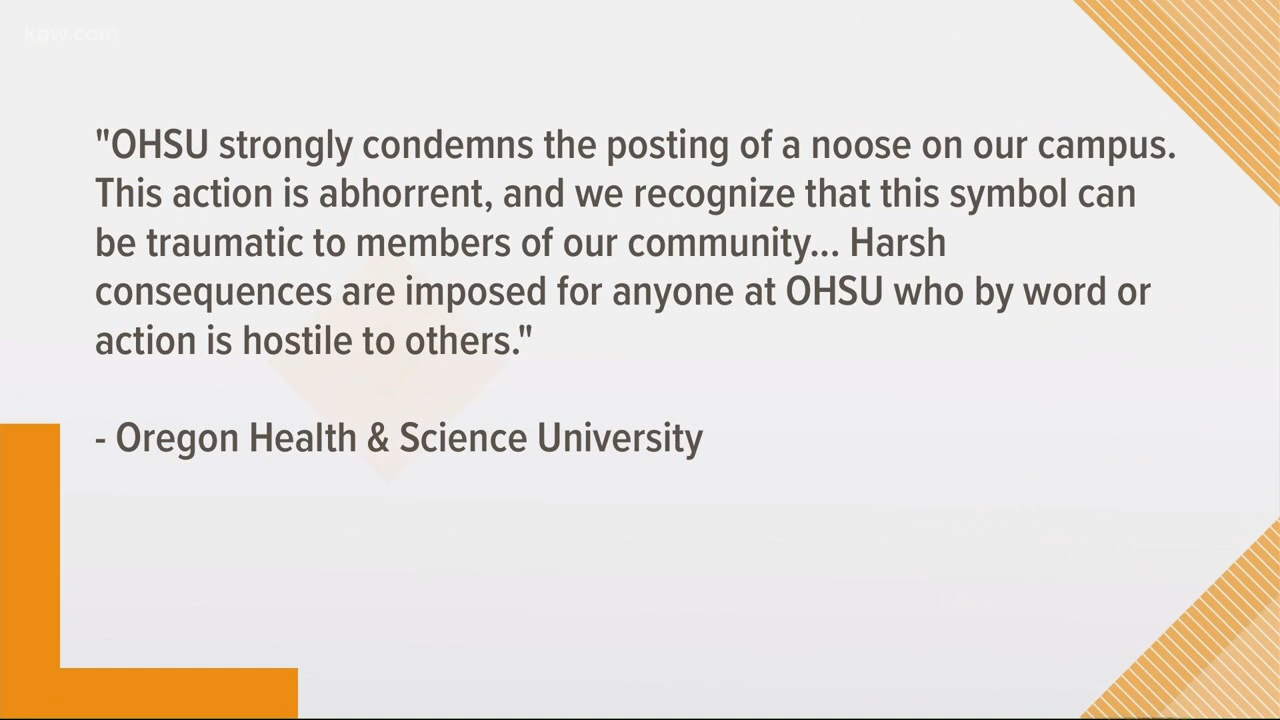 kgw.com
"OHSU strongly condemns the posting of a noose on our campus.
This action is abhorrent, and we recognize that this symbol can
be traumatic to members of our community... Harsh
consequences are imposed for anyone at OHSU who by word or
action is hostile to others."
- Oregon Health & Science University